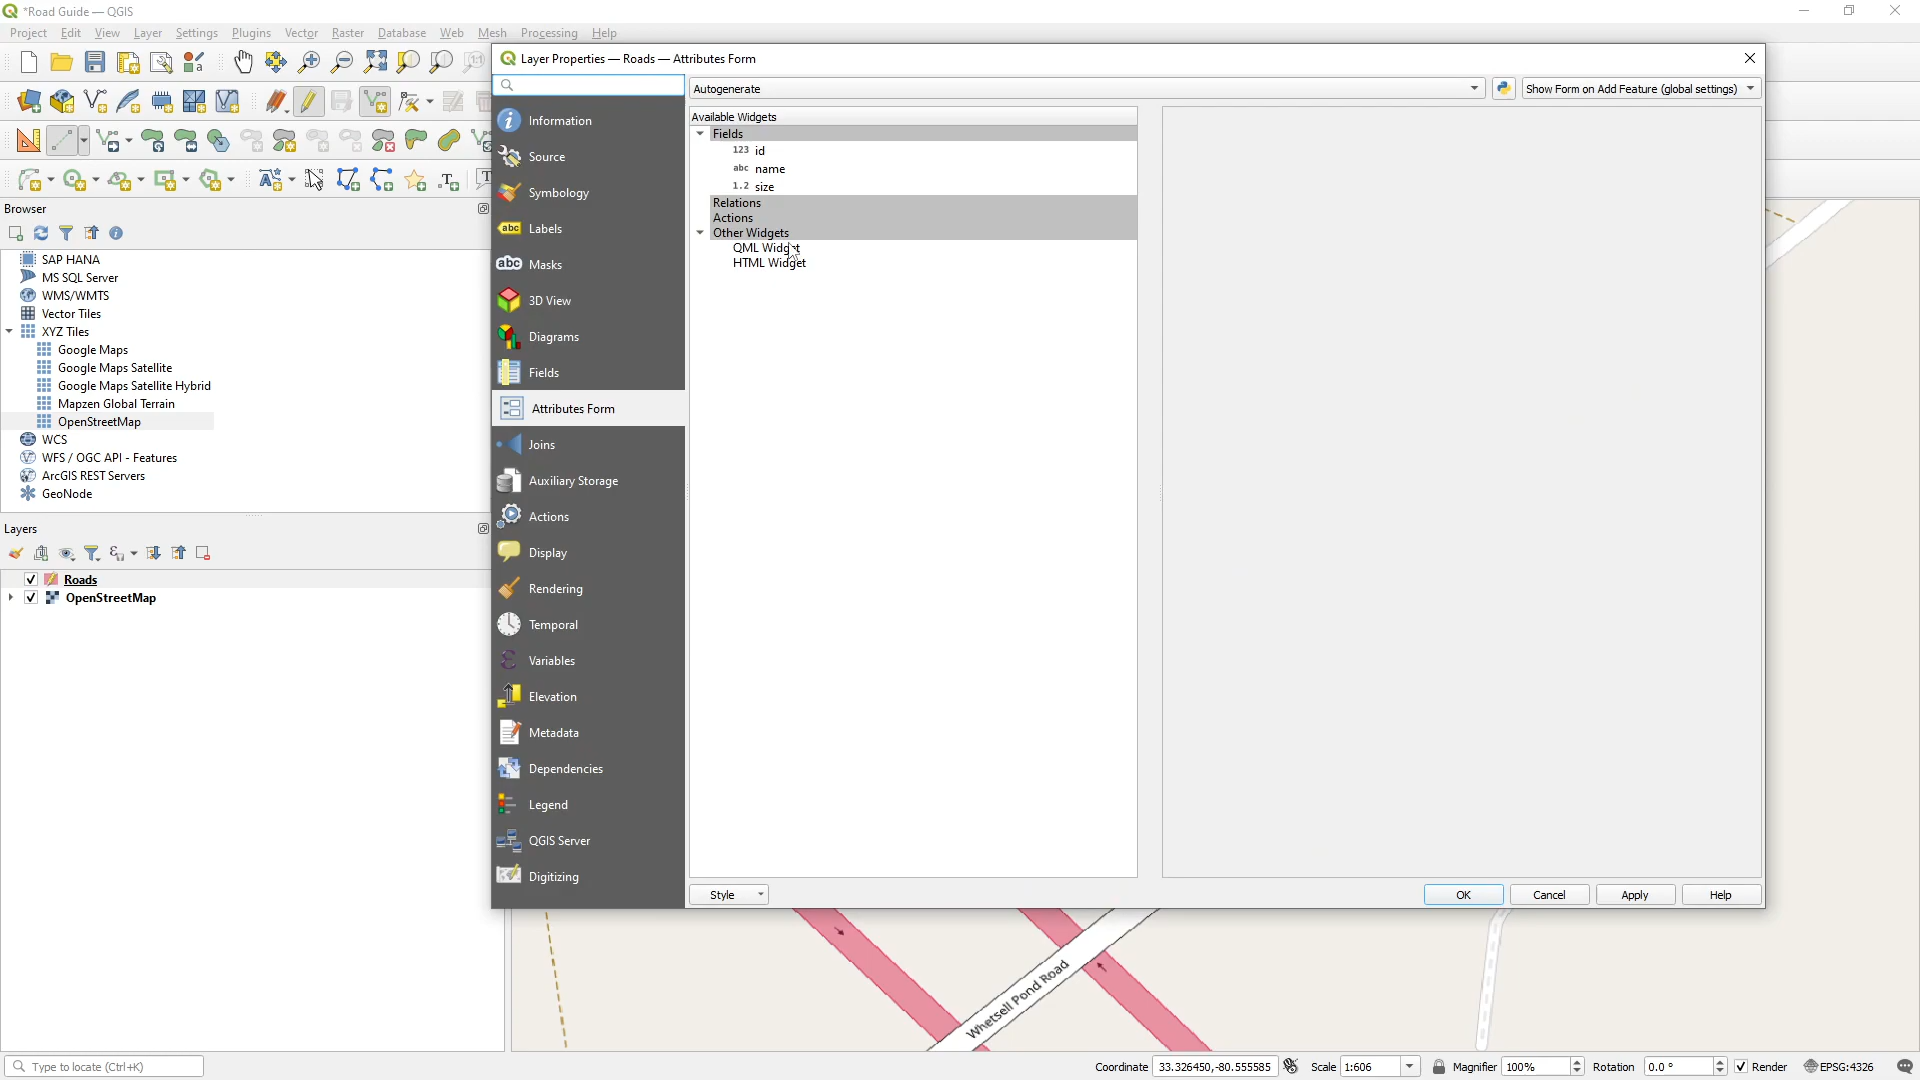 *Road Guide — QGIS
Project Edit View Layer Settings Plugins Vector Raster Database Web Mesh Processing Help
Layer Properties — Roads — Attributes Form
Autogenerate
Show Form on Add Feature (global settings)
Information
Source
Symbology
Labels
Masks
3D View
Diagrams
Fields
Attributes Form
Joins
Auxiliary Storage
Actions
Display
Rendering
Temporal
Variables
Elevation
Metadata
Dependencies
Legend
QGIS Server
Digitizing
Available Widgets
Fields
123 id
abc name
1.2 size
Relations
Actions
Other Widgets
QML Widget
HTML Widget
Style
OK
Cancel
Apply
Help
Browser
SAP HANA
MS SQL Server
WMS/WMTS
Vector Tiles
XYZ Tiles
Google Maps
Google Maps Satellite
Google Maps Satellite Hybrid
Mapzen Global Terrain
OpenStreetMap
WCS
WFS / OGC API - Features
ArcGIS REST Servers
GeoNode
Layers
Roads
OpenStreetMap
Whetsell Pond Road
Type to locate (Ctrl+K)
Coordinate 33.326450,-80.555585
Scale 1:606
Magnifier 100%
Rotation 0.0 °
Render
EPSG:4326